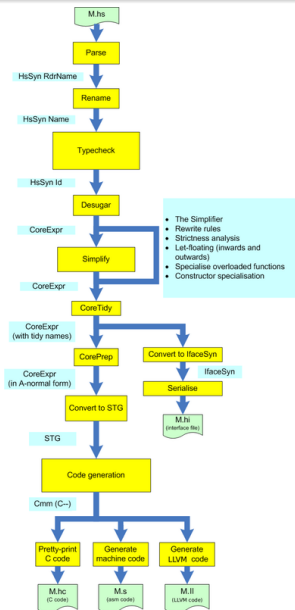 M.hs
Parse
HsSyn RdrName
Rename
HsSyn Name
Typecheck
HsSyn Id
Desugar
CoreExpr
Simplify
• The Simplifier
• Rewrite rules
• Strictness analysis
• Let-floating (inwards and
outwards)
• Specialise overloaded functions
• Constructor specialisation
CoreExpr
CoreTidy
CoreExpr
(with tidy names)
CorePrep
Convert to IfaceSyn
CoreExpr
(in A-normal form)
IfaceSyn
Serialise
Convert to STG
M.hi
(interface file)
STG
Code generation
Cmm (C--)
Pretty-print
C code
Generate
machine code
Generate
LLVM code
M.hc
(C code)
M.s
(asm code)
M.ll
(LLVM code)